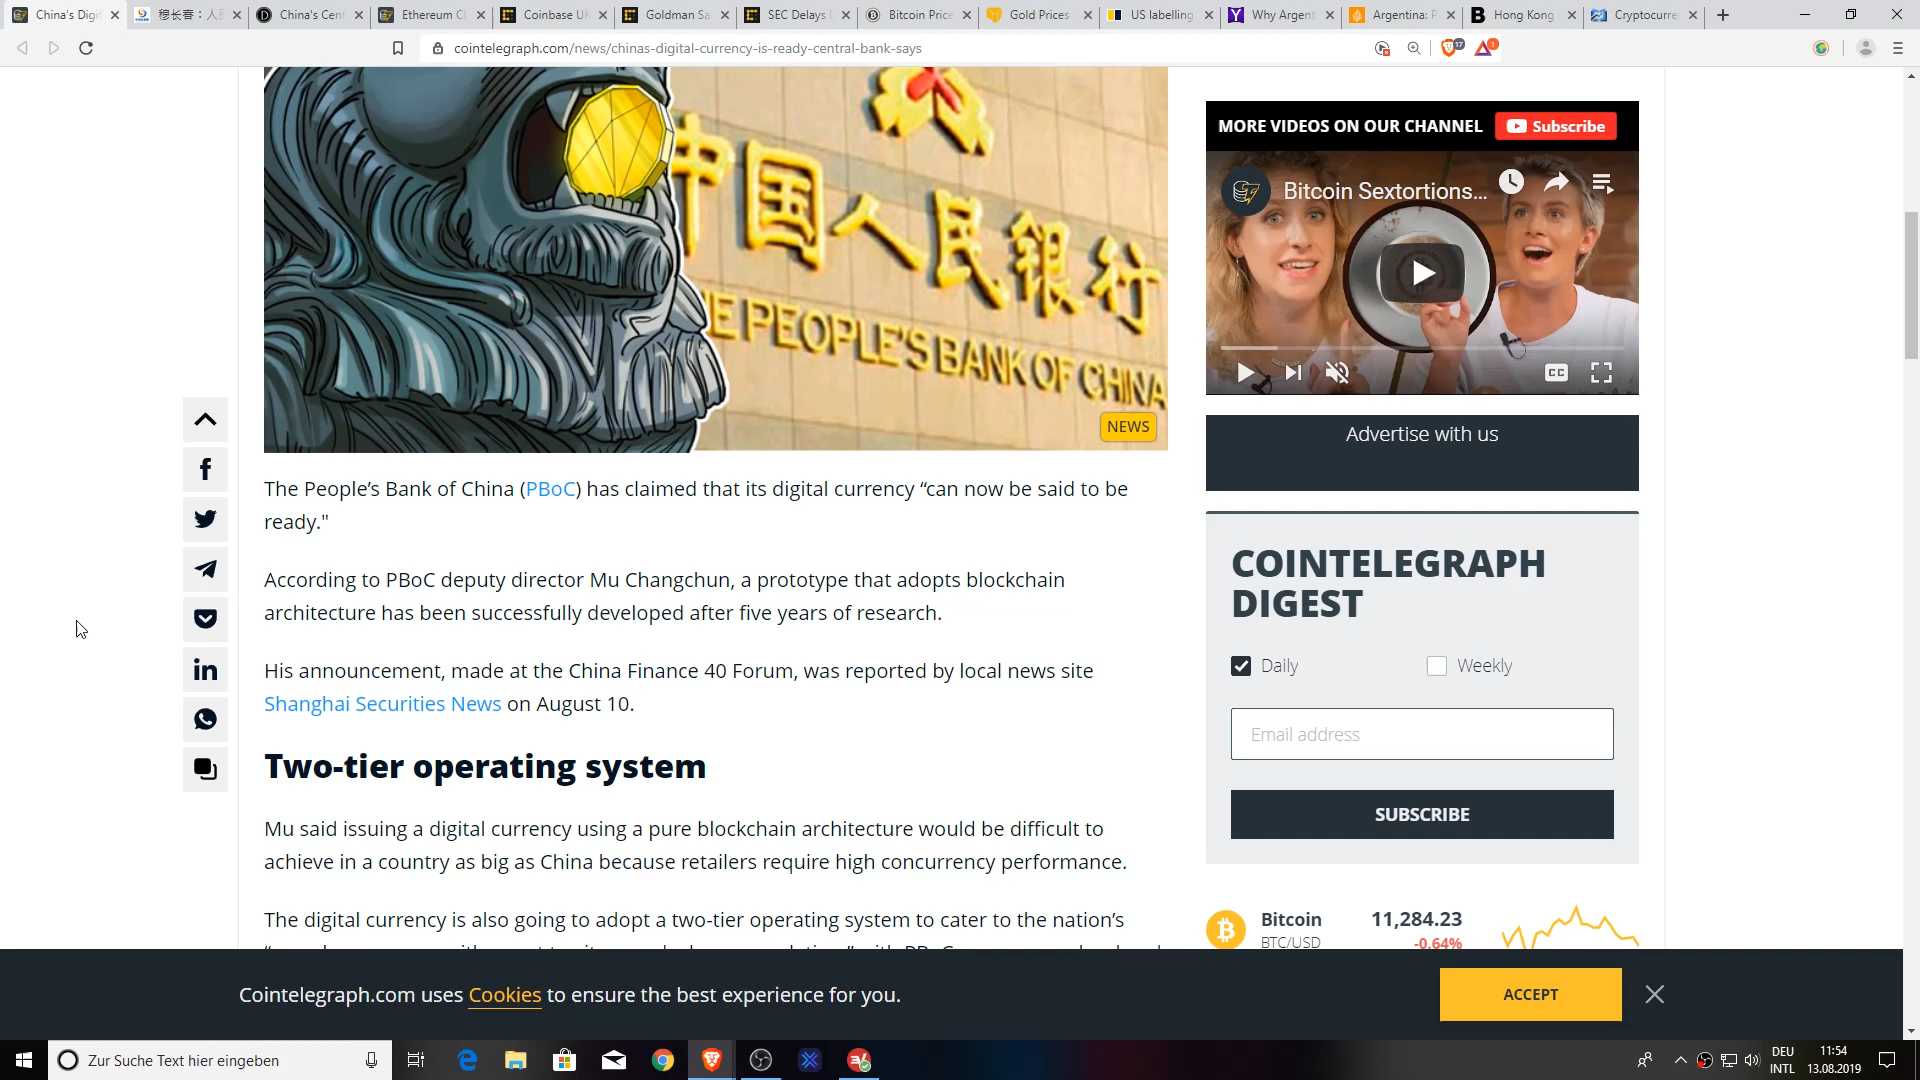 China's Digit
穆长春：人民
China's Cent
Ethereum C
Coinbase U
Goldman Sa
SEC Delays
Bitcoin Price
Gold Prices
US labelling
Why Argent
Argentina: P
Hong Kong
Cryptocurre
cointelegraph.com/news/chinas-digital-currency-is-ready-central-bank-says
17
1
中国人民银行
E PEOPLE'S BANK OF CHINA
NEWS
The People's Bank of China (PBoC) has claimed that its digital currency “can now be said to be
ready."
According to PBoC deputy director Mu Changchun, a prototype that adopts blockchain
architecture has been successfully developed after five years of research.
His announcement, made at the China Finance 40 Forum, was reported by local news site
Shanghai Securities News on August 10.
Two-tier operating system
Mu said issuing a digital currency using a pure blockchain architecture would be difficult to
achieve in a country as big as China because retailers require high concurrency performance.
The digital currency is also going to adopt a two-tier operating system to cater to the nation's
MORE VIDEOS ON OUR CHANNEL
Subscribe
Bitcoin Sextortions...
CC
Advertise with us
COINTELEGRAPH
DIGEST
Daily
Weekly
Email address
SUBSCRIBE
Bitcoin
11,284.23
BTC/USD
-0,64%
Cointelegraph.com uses Cookies to ensure the best experience for you.
ACCEPT
Zur Suche Text hier eingeben
DEU
INTL
11:54
13.08.2019